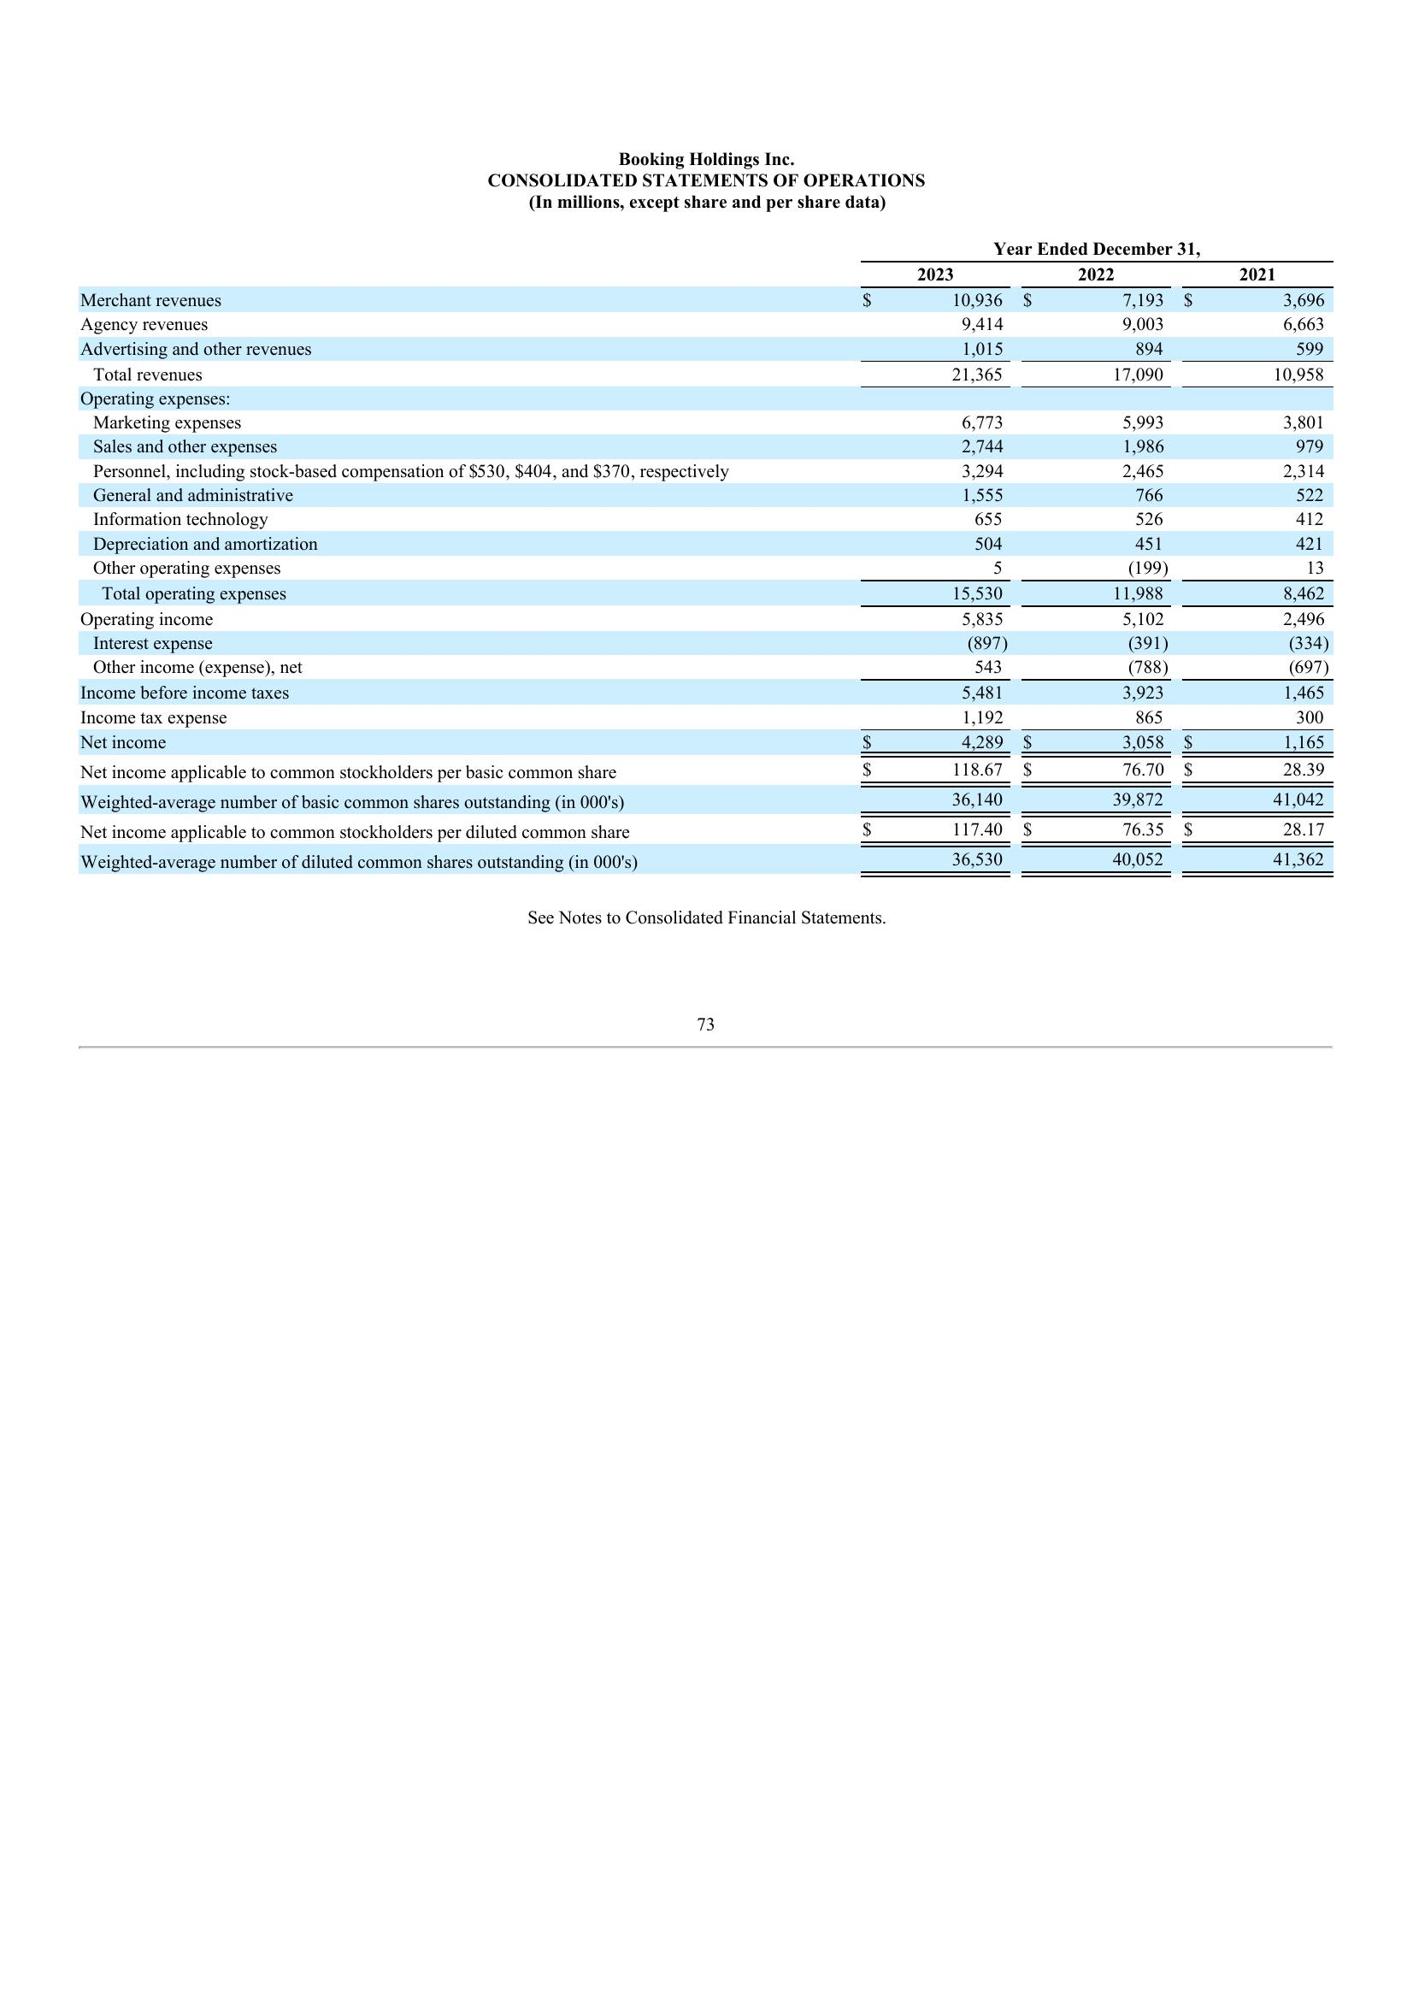 Booking Holdings Inc.
CONSOLIDATED STATEMENTS OF OPERATIONS
(In millions, except share and per share data)
Year Ended December 31,
2023 2022 2021
Merchant revenues $ 10,936 $ 7,193 $ 3,696
Agency revenues 9,414 9,003 6,663
Advertising and other revenues 1,015 894 599
Total revenues 21,365 17,090 10,958
Operating expenses:
Marketing expenses 6,773 5,993 3,801
Sales and other expenses 2,744 1,986 979
Personnel, including stock-based compensation of $530, $404, and $370, respectively 3,294 2,465 2,314
General and administrative 1,555 766 522
Information technology 655 526 412
Depreciation and amortization 504 451 421
Other operating expenses 5 (199) 13
Total operating expenses 15,530 11,988 8,462
Operating income 5,835 5,102 2,496
Interest expense (897) (391) (334)
Other income (expense), net 543 (788) (697)
Income before income taxes 5,481 3,923 1,465
Income tax expense 1,192 865 300
Net income $ 4,289 $ 3,058 $ 1,165
Net income applicable to common stockholders per basic common share $ 118.67 $ 76.70 $ 28.39
Weighted-average number of basic common shares outstanding (in 000's) 36,140 39,872 41,042
Net income applicable to common stockholders per diluted common share $ 117.40 $ 76.35 $ 28.17
Weighted-average number of diluted common shares outstanding (in 000's) 36,530 40,052 41,362
See Notes to Consolidated Financial Statements.
73